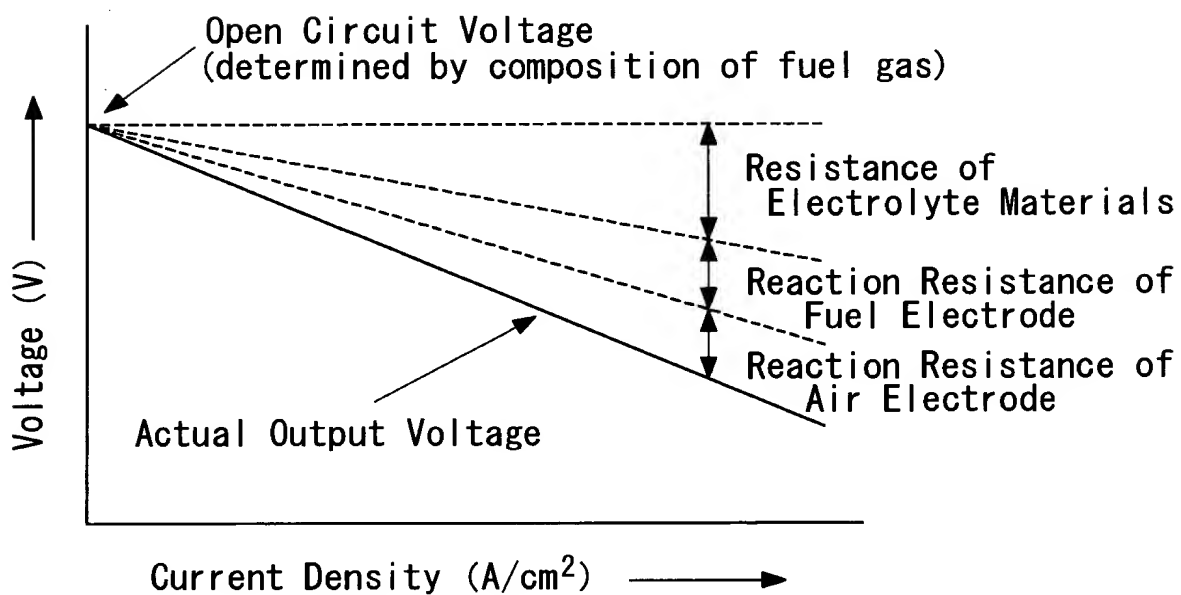 Open Circuit Voltage
(determined by composition of fuel gas)
Voltage (V)
Resistance of
Electrolyte Materials
Reaction Resistance of
Fuel Electrode
Reaction Resistance of
Air Electrode
Actual Output Voltage
Current Density (A/cm²)